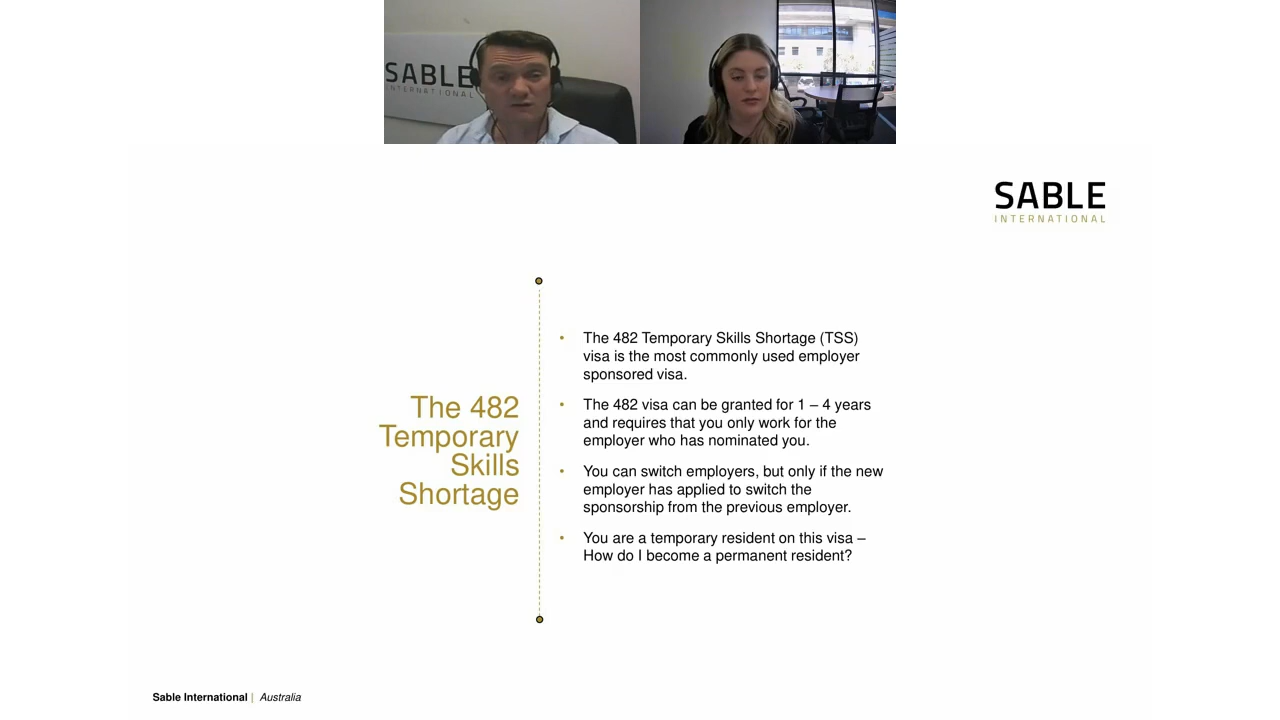 SABLE
INTERNATIONAL
SABLE
INTERNATIONAL
The 482
Temporary
Skills
Shortage
• The 482 Temporary Skills Shortage (TSS)
visa is the most commonly used employer
sponsored visa.
• The 482 visa can be granted for 1 – 4 years
and requires that you only work for the
employer who has nominated you.
• You can switch employers, but only if the new
employer has applied to switch the
sponsorship from the previous employer.
• You are a temporary resident on this visa –
How do I become a permanent resident?
Sable International | Australia